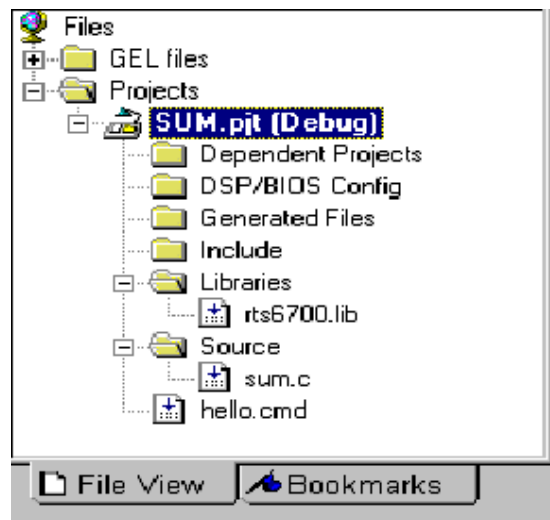 Files
GEL files
Projects
SUM.pjt (Debug)
Dependent Projects
DSP/BIOS Config
Generated Files
Include
Libraries
rts6700.lib
Source
sum.c
hello.cmd
File View Bookmarks